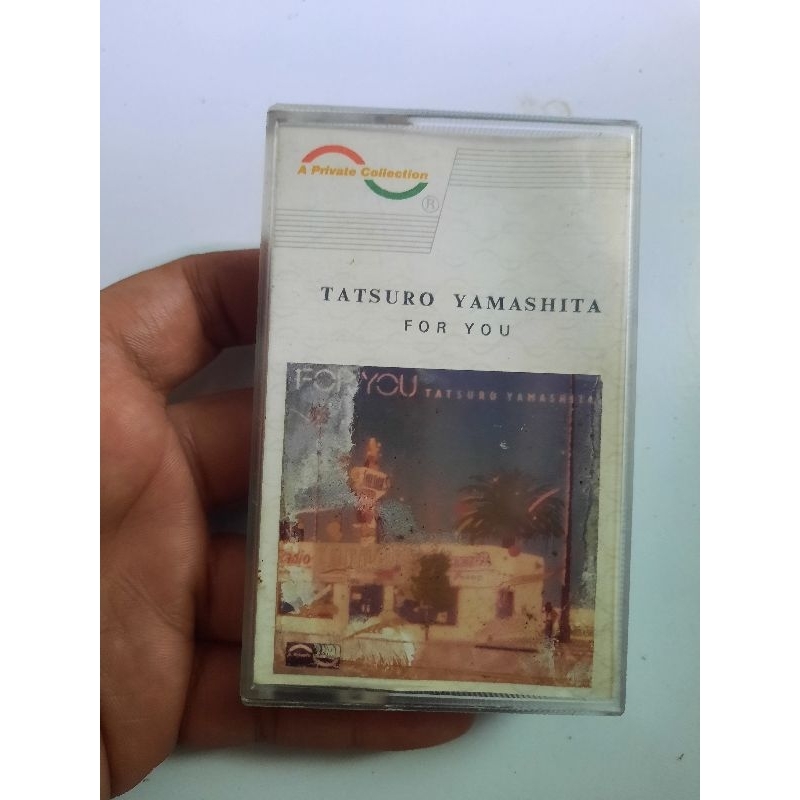 A Private Collection
®
TATSURO YAMASHITA
FOR YOU
FOR YOU TATSURO YAMASHITA